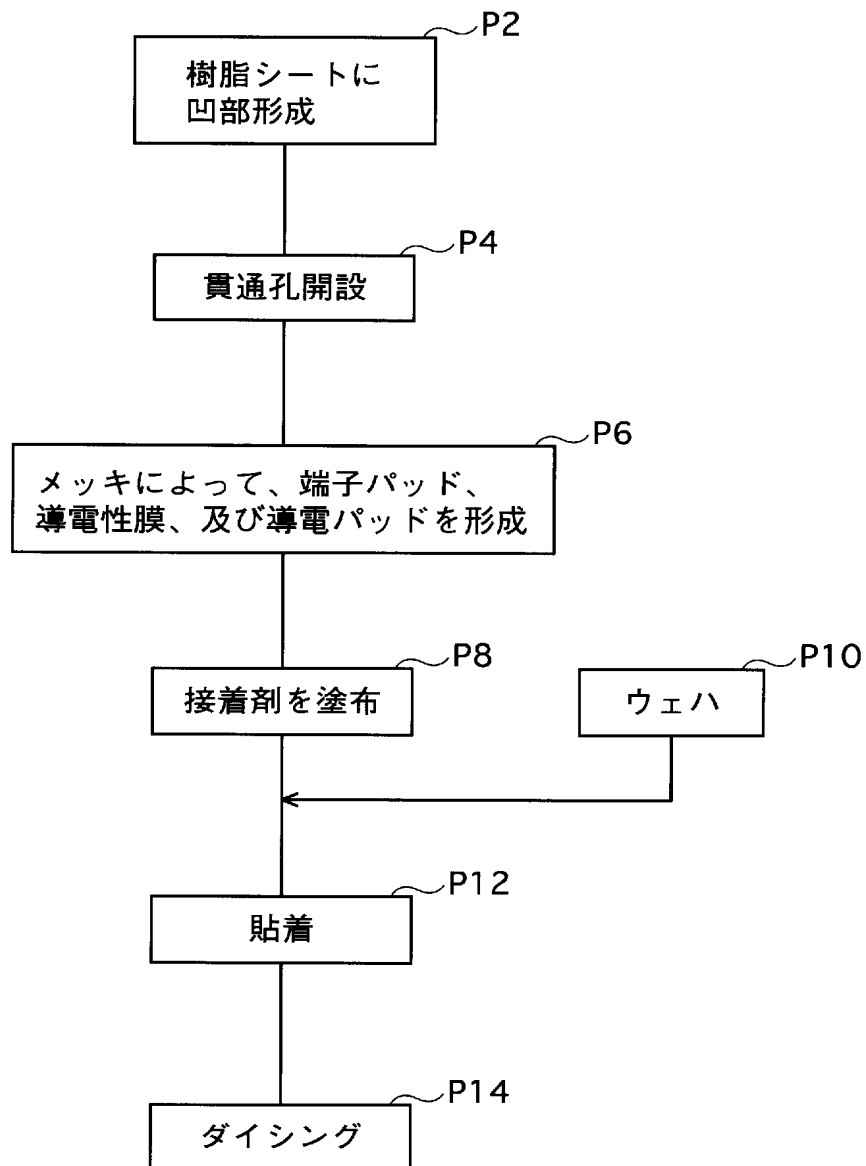 P2
樹脂シートに
凹部形成
P4
貫通孔開設
P6
メッキによって、端子パッド、
導電性膜、及び導電パッドを形成
P8
接着剤を塗布
P10
ウェハ
P12
貼着
P14
ダイシング